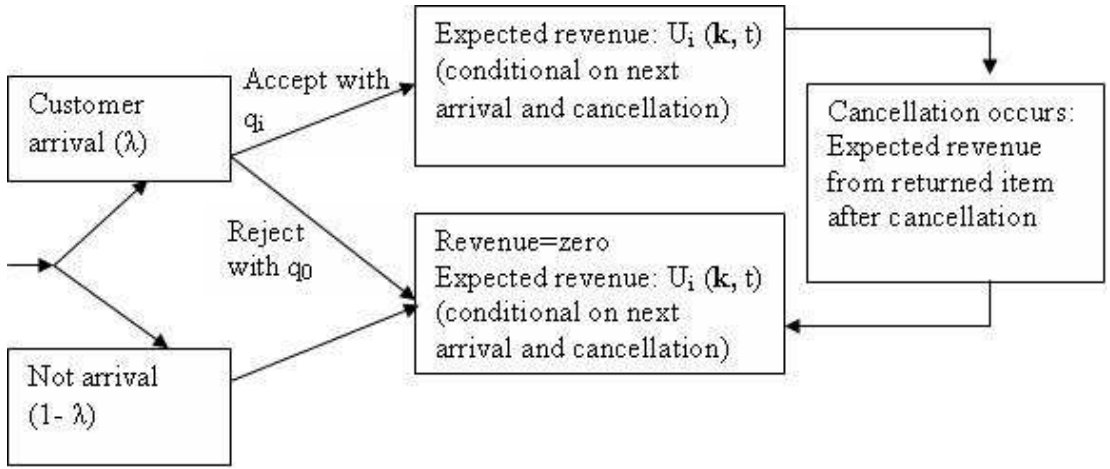 Customer
arrival (λ)
Accept with
qi
Reject
with q0
Not arrival
(1- λ)
Expected revenue: Ui (k, t)
(conditional on next
arrival and cancellation)
Revenue=zero
Expected revenue: Ui (k, t)
(conditional on next
arrival and cancellation)
Cancellation occurs:
Expected revenue
from returned item
after cancellation